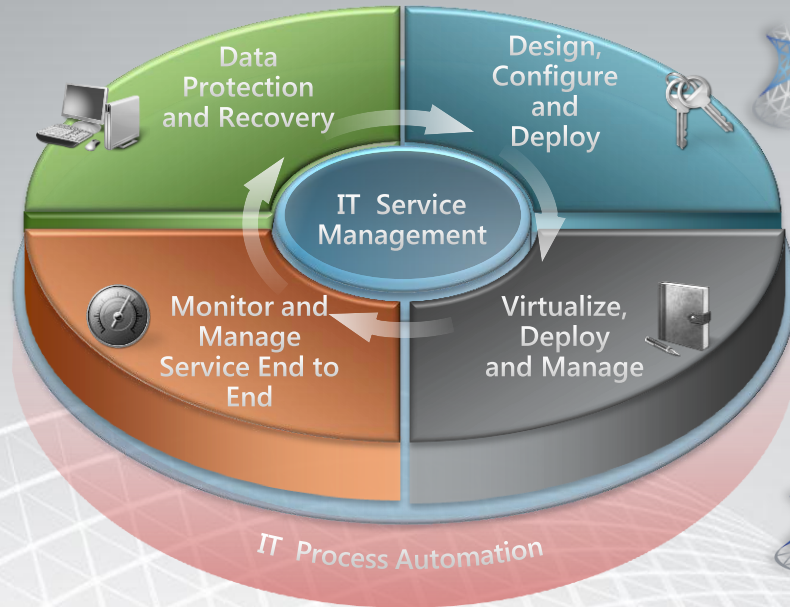 Data
Protection
and Recovery
Design,
Configure
and
Deploy
IT Service
Management
Monitor and
Manage
Service End to
End
Virtualize,
Deploy
and Manage
IT Process Automation